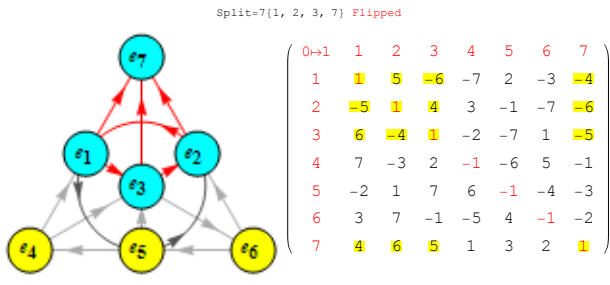 Split=7{1, 2, 3, 7} Flipped
e7
e1
e2
e3
e4
e5
e6
0↦1 1 2 3 4 5 6 7
1 1 5 −6 −7 2 −3 −4
2 −5 1 4 3 −1 −7 −6
3 6 −4 1 −2 −7 1 −5
4 7 −3 2 −1 −6 5 −1
5 −2 1 7 6 −1 −4 −3
6 3 7 −1 −5 4 −1 −2
7 4 6 5 1 3 2 1